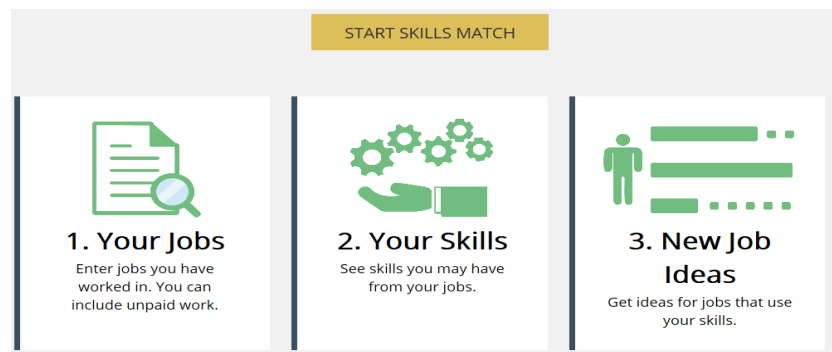 START SKILLS MATCH
1. Your Jobs
Enter jobs you have
worked in. You can
include unpaid work.
2. Your Skills
See skills you may have
from your jobs.
3. New Job
Ideas
Get ideas for jobs that use
your skills.